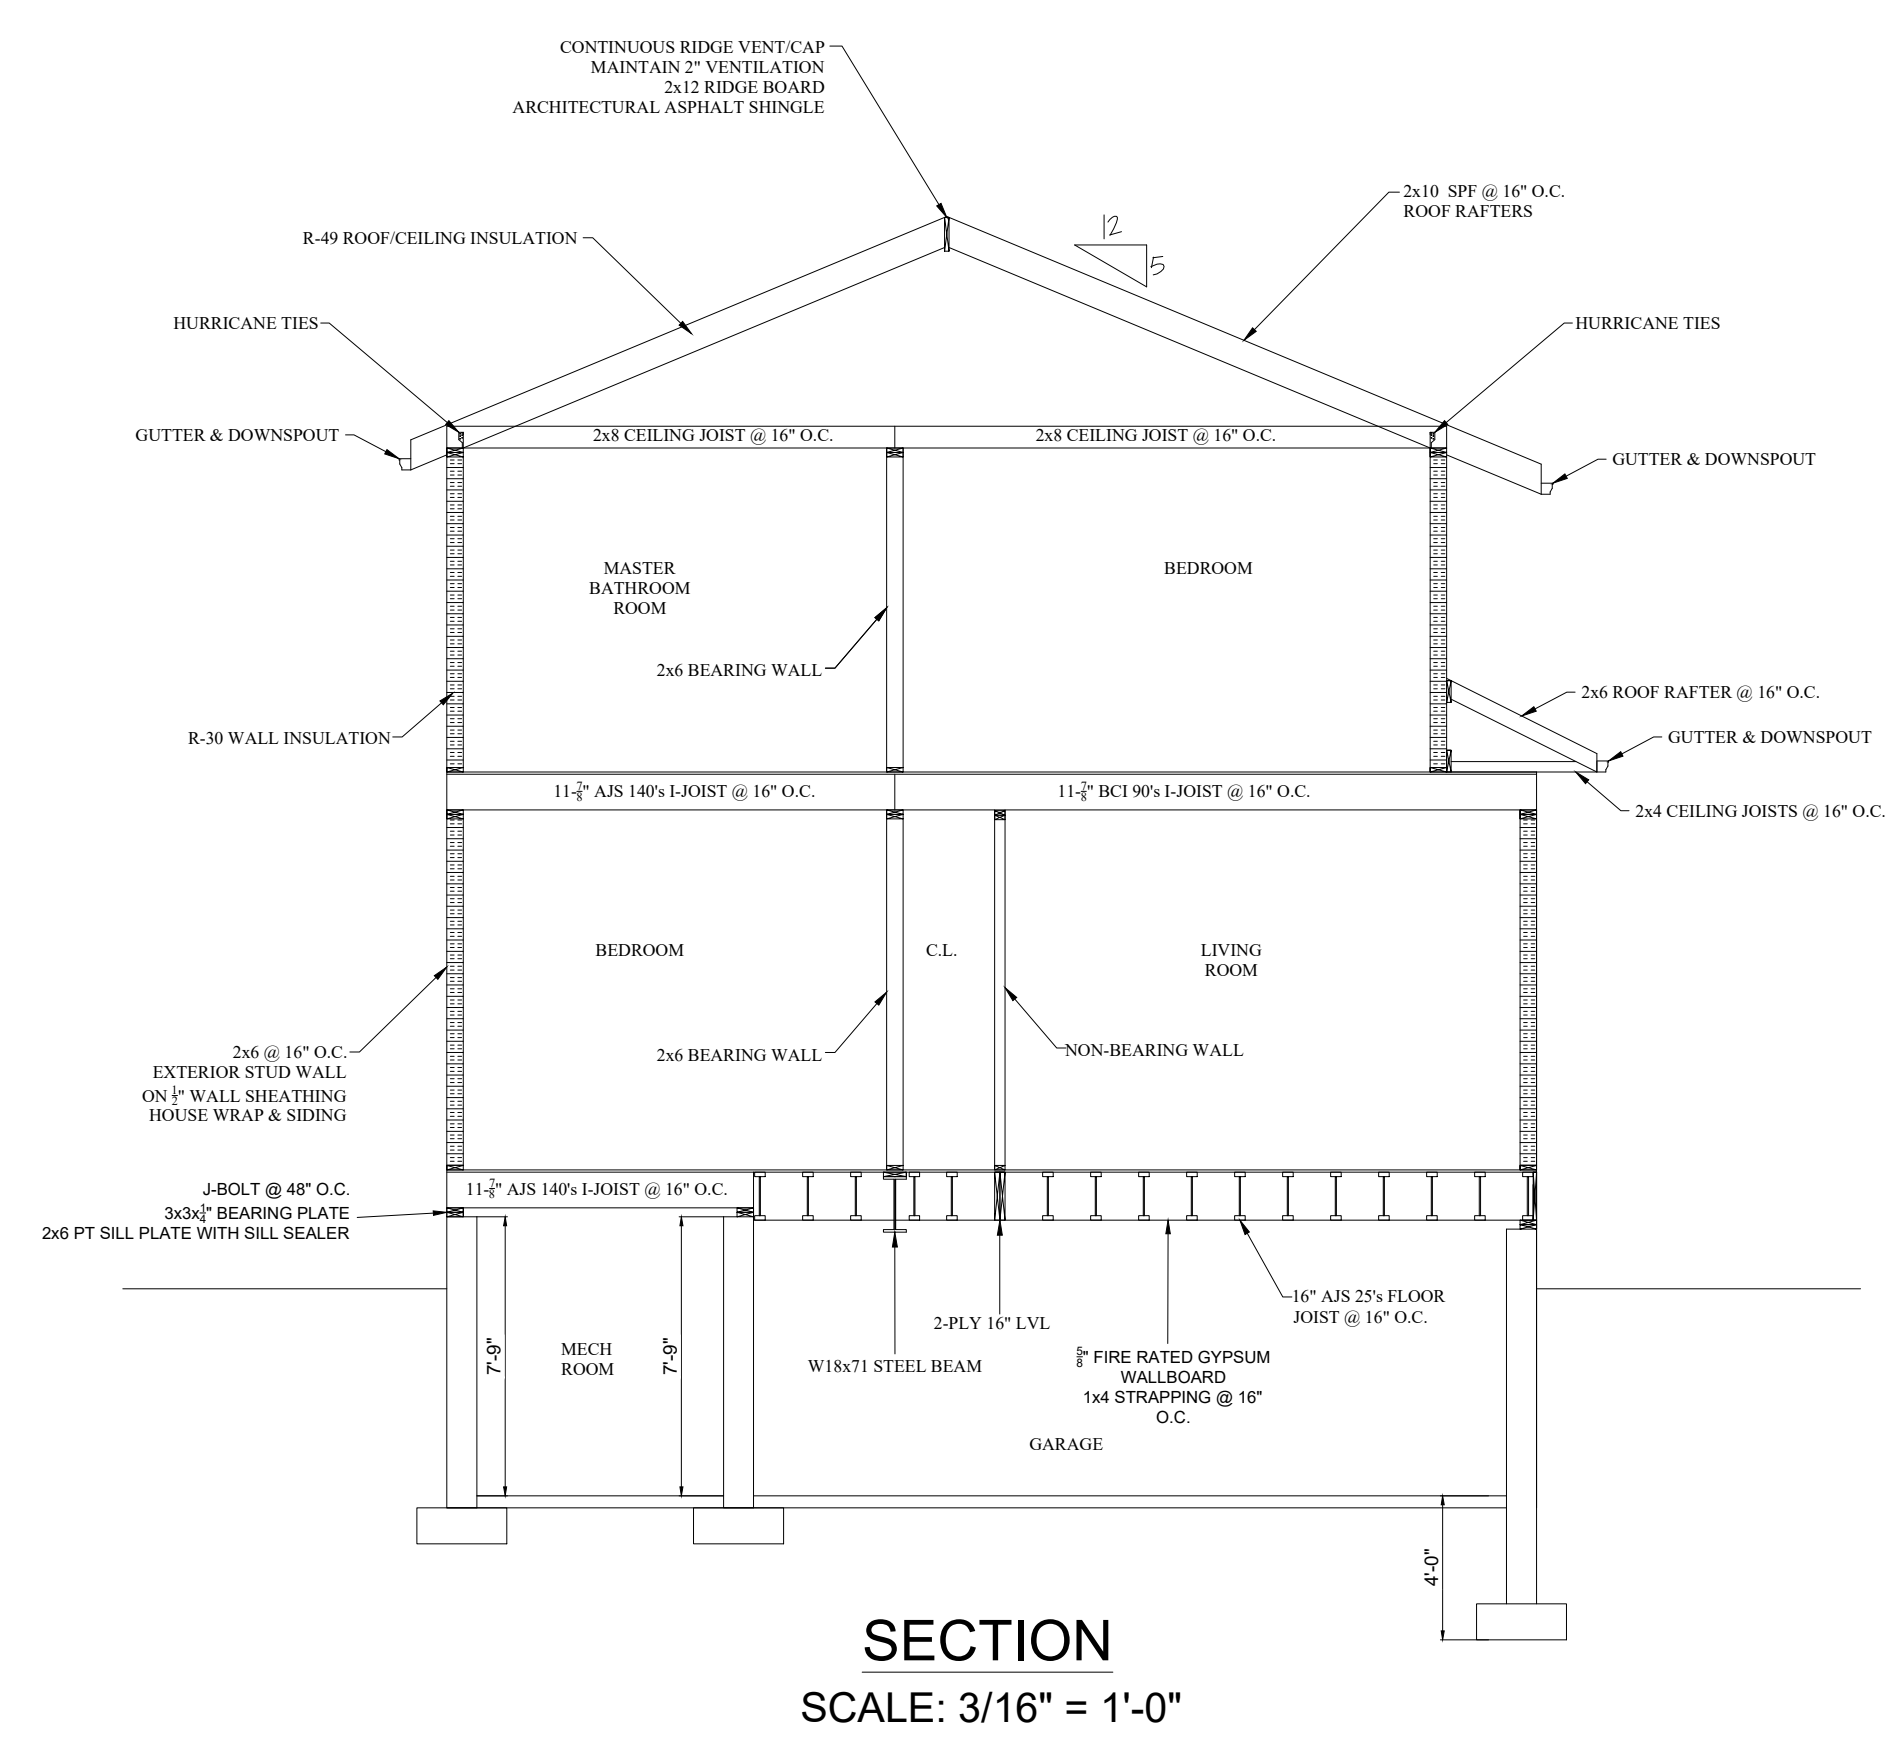 CONTINUOUS RIDGE VENT/CAP
MAINTAIN 2" VENTILATION
2x12 RIDGE BOARD
ARCHITECTURAL ASPHALT SHINGLE
2x10 SPF @ 16" O.C.
ROOF RAFTERS
12
5
R-49 ROOF/CEILING INSULATION
HURRICANE TIES
HURRICANE TIES
GUTTER & DOWNSPOUT
2x8 CEILING JOIST @ 16" O.C.
2x8 CEILING JOIST @ 16" O.C.
GUTTER & DOWNSPOUT
MASTER
BATHROOM
ROOM
BEDROOM
2x6 BEARING WALL
2x6 ROOF RAFTER @ 16" O.C.
R-30 WALL INSULATION
GUTTER & DOWNSPOUT
11-7/8" AJS 140's I-JOIST @ 16" O.C.
11-7/8" BCI 90's I-JOIST @ 16" O.C.
2x4 CEILING JOISTS @ 16" O.C.
BEDROOM
C.L.
LIVING
ROOM
2x6 @ 16" O.C.
EXTERIOR STUD WALL
ON 1/2" WALL SHEATHING
HOUSE WRAP & SIDING
2x6 BEARING WALL
NON-BEARING WALL
J-BOLT @ 48" O.C.
3x3x1/4" BEARING PLATE
2x6 PT SILL PLATE WITH SILL SEALER
11-7/8" AJS 140's I-JOIST @ 16" O.C.
16" AJS 25's FLOOR
JOIST @ 16" O.C.
2-PLY 16" LVL
W18x71 STEEL BEAM
5/8" FIRE RATED GYPSUM
WALLBOARD
1x4 STRAPPING @ 16"
O.C.
7'-9"
MECH
ROOM
7'-9"
GARAGE
4'-0"
SECTION
SCALE: 3/16" = 1'-0"